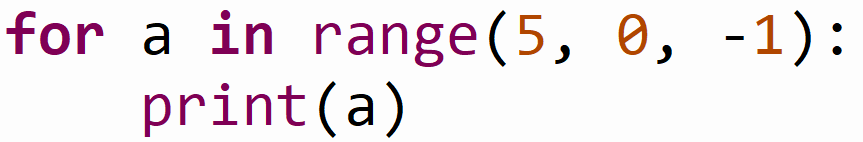 for a in range(5, 0, -1):
    print(a)